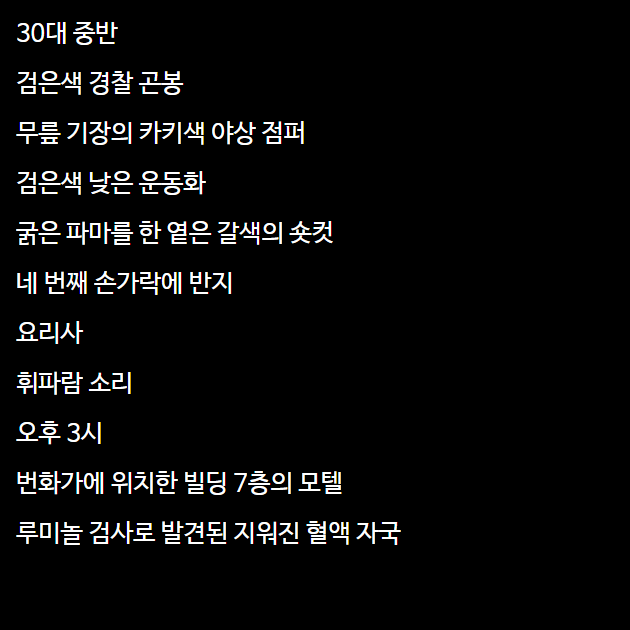 30대 중반
검은색 경찰 곤봉
무릎 기장의 카키색 야상 점퍼
검은색 낮은 운동화
굵은 파마를 한 옅은 갈색의 숏컷
네 번째 손가락에 반지
요리사
휘파람 소리
오후 3시
번화가에 위치한 빌딩 7층의 모텔
루미놀 검사로 발견된 지워진 혈액 자국